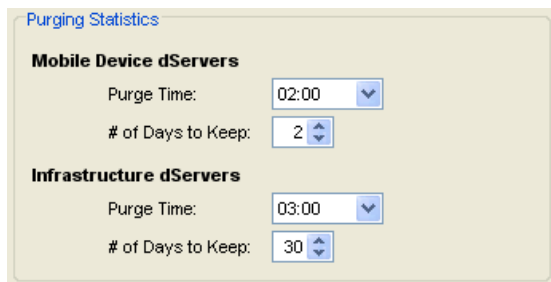 Purging Statistics
Mobile Device dServers
Purge Time: 02:00
# of Days to Keep: 2
Infrastructure dServers
Purge Time: 03:00
# of Days to Keep: 30